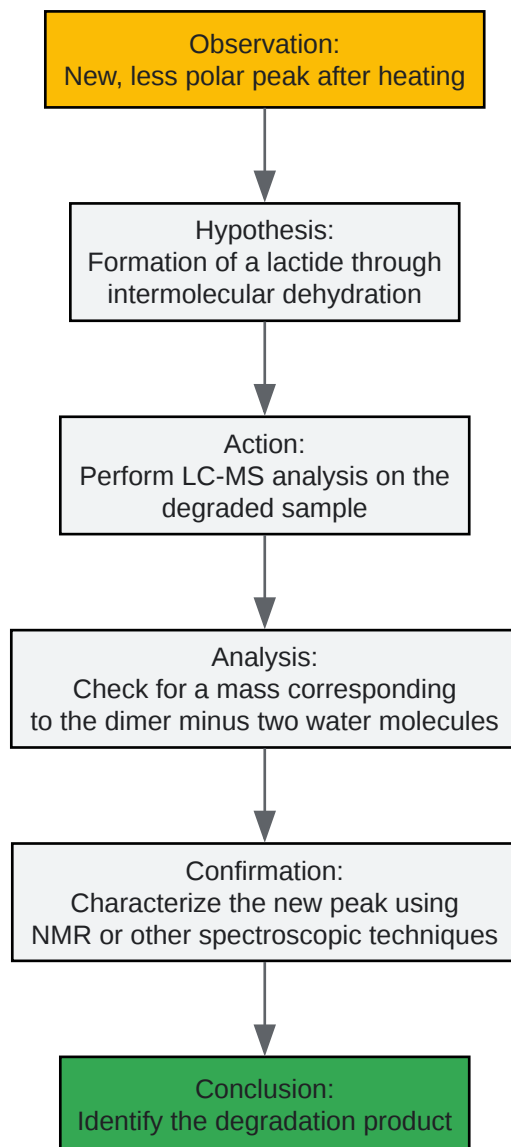 Observation:
New, less polar peak after heating
Hypothesis:
Formation of a lactide through
intermolecular dehydration
Action:
Perform LC-MS analysis on the
degraded sample
Analysis:
Check for a mass corresponding
to the dimer minus two water molecules
Confirmation:
Characterize the new peak using
NMR or other spectroscopic techniques
Conclusion:
Identify the degradation product